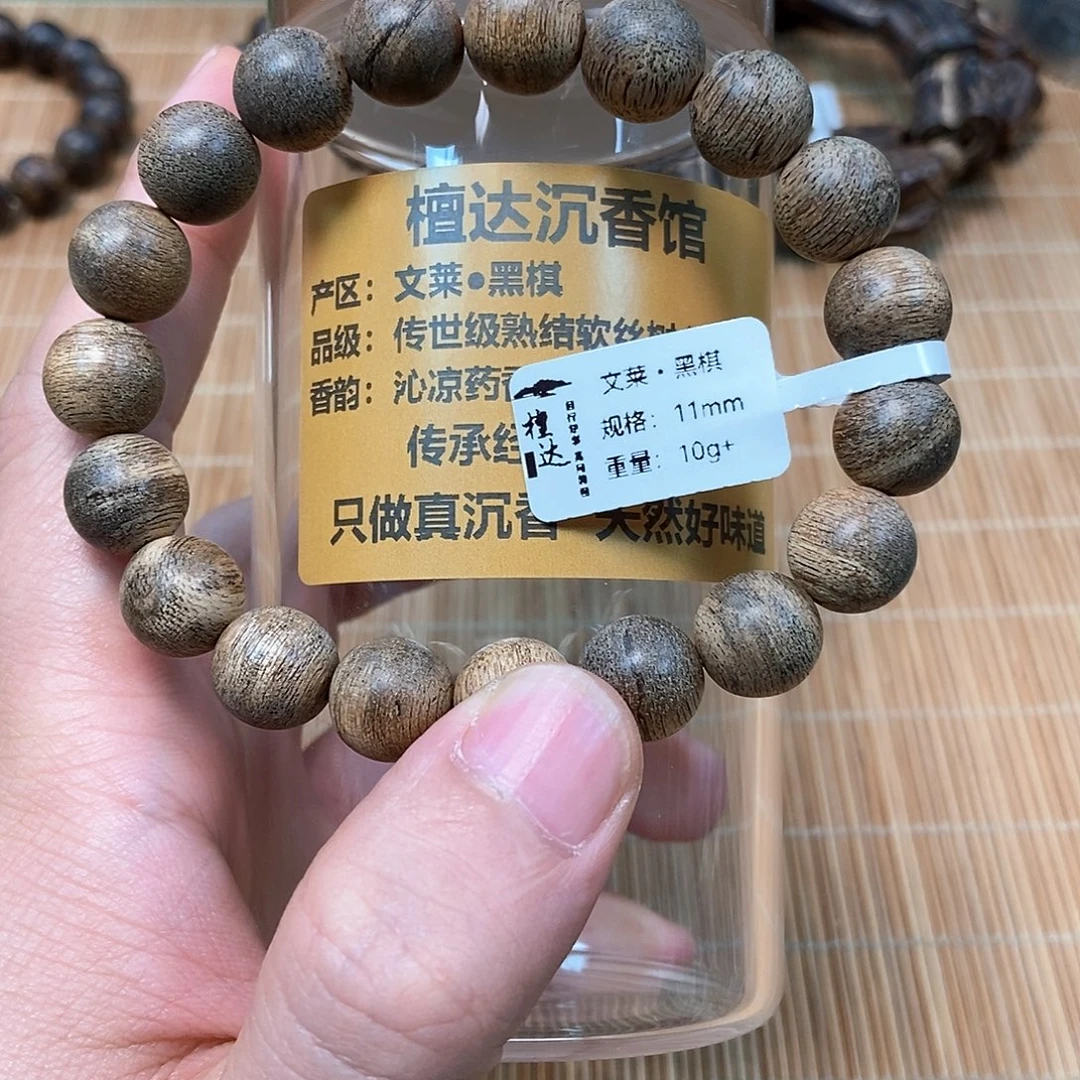 檀达沉香馆
产区：文莱•黑棋
品级：传世级熟结软丝
香韵：沁凉药香
传承经
只做真沉香 天然好味道
文莱·黑棋
规格：11mm
重量：10g+
檀达